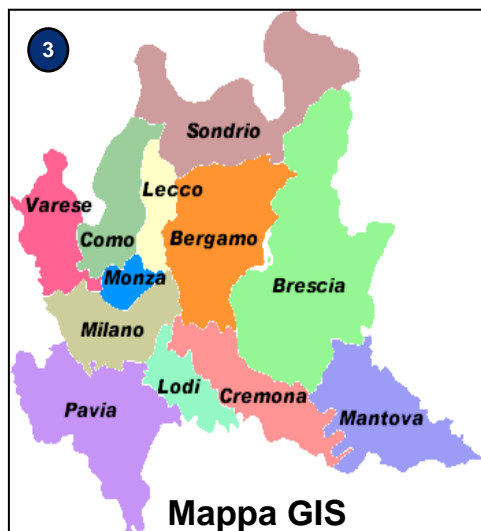 3
Sondrio
Lecco
Varese
Como
Bergamo
Monza
Brescia
Milano
Lodi
Cremona
Pavia
Mantova
Mappa GIS